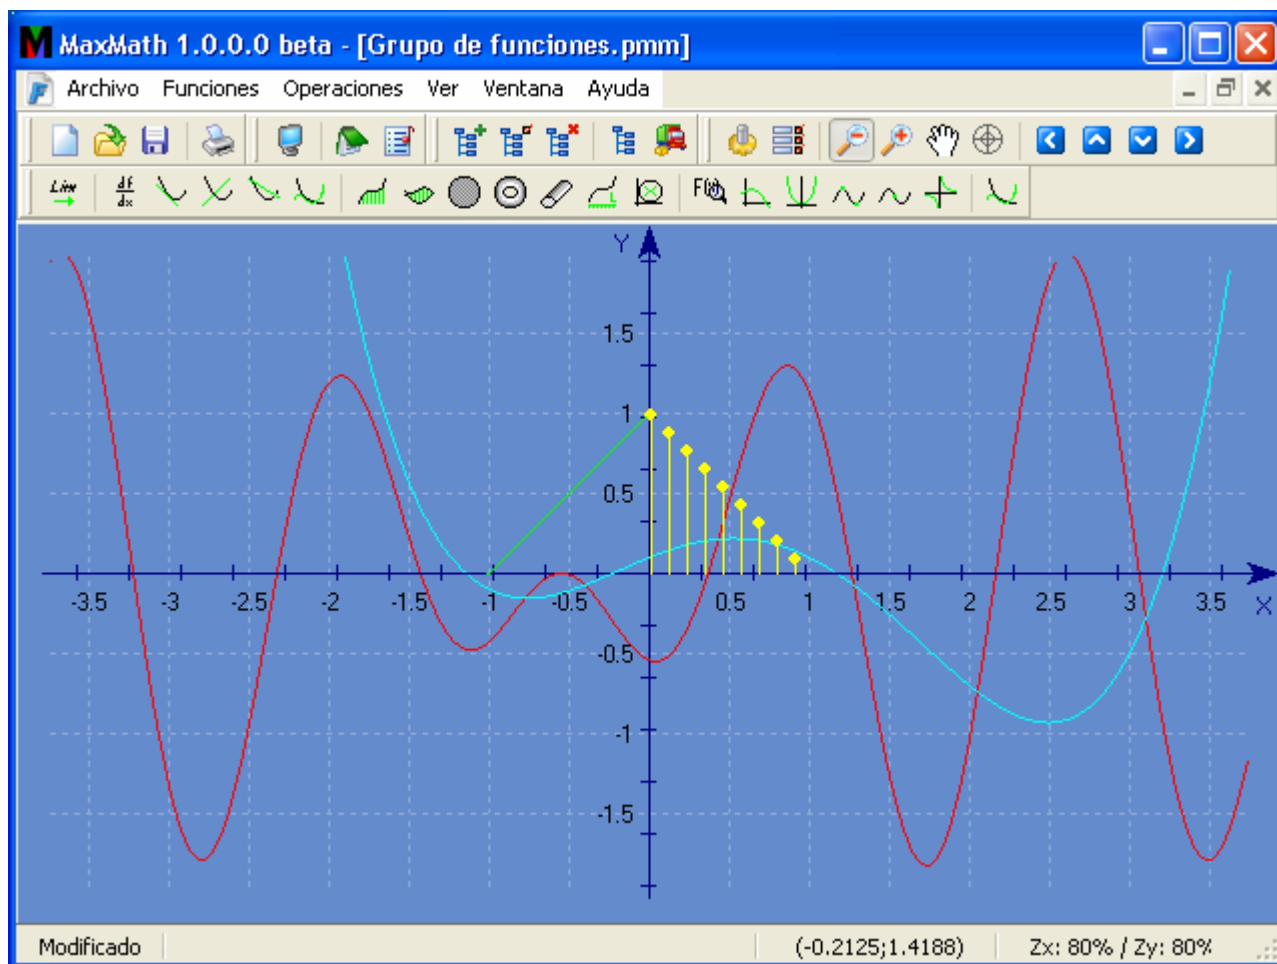 MaxMath 1.0.0.0 beta - [Grupo de funciones.pmm]
Archivo Funciones Operaciones Ver Ventana Ayuda
Lim df/dx F(x)
Y
1.5
1
0.5
-3.5 -3 -2.5 -2 -1.5 -1 -0.5 0.5 1 1.5 2 2.5 3 3.5 X
-0.5
-1
-1.5
Modificado (-0.2125;1.4188) Zx: 80% / Zy: 80%